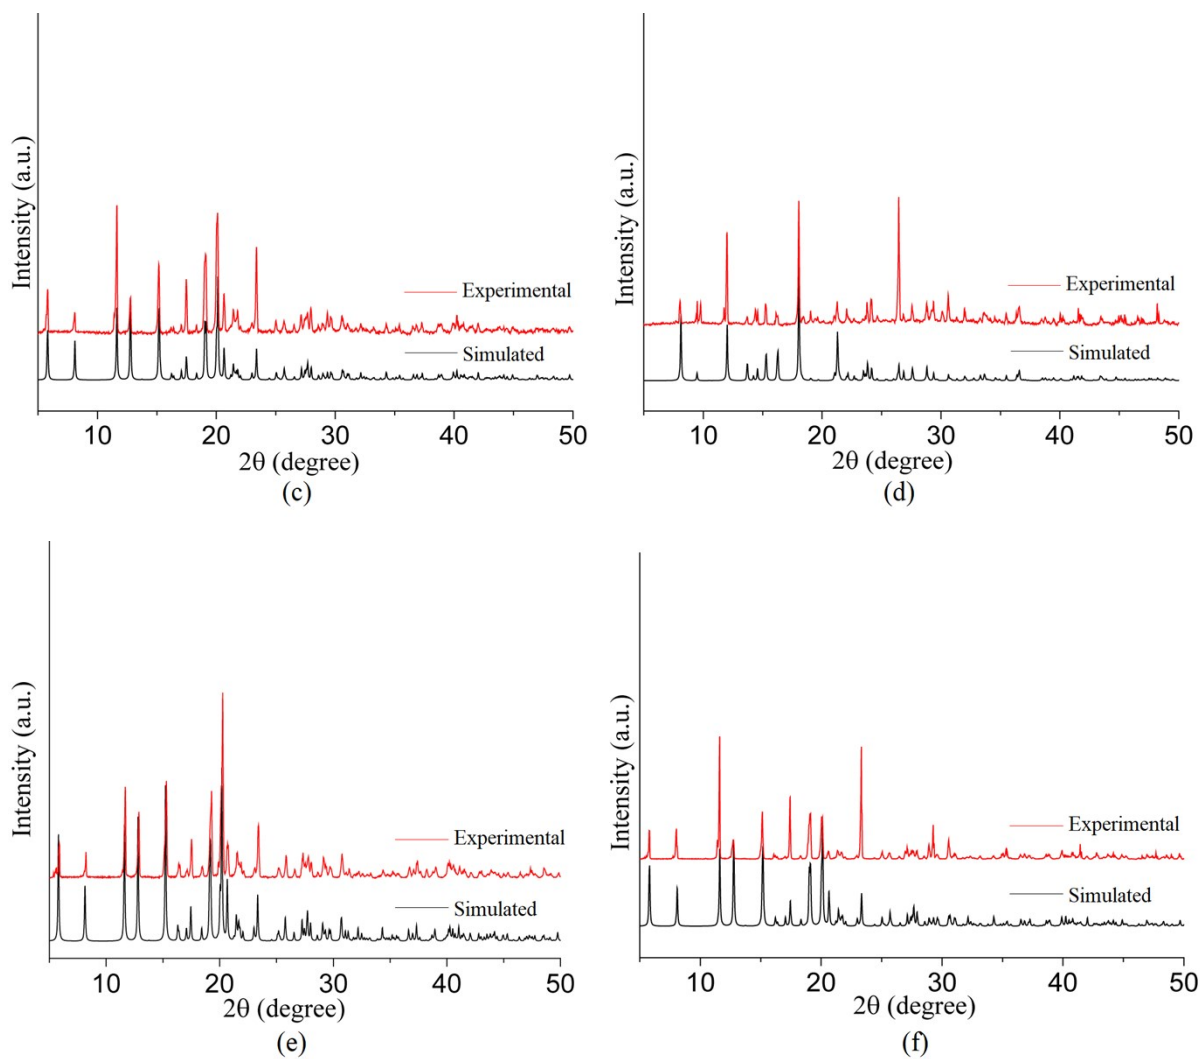 Intensity (a.u.)
Experimental
Simulated
10 20 30 40 50
2θ (degree)
(c)
Intensity (a.u.)
Experimental
Simulated
10 20 30 40 50
2θ (degree)
(d)
Intensity (a.u.)
Experimental
Simulated
10 20 30 40 50
2θ (degree)
(e)
Intensity (a.u.)
Experimental
Simulated
10 20 30 40 50
2θ (degree)
(f)